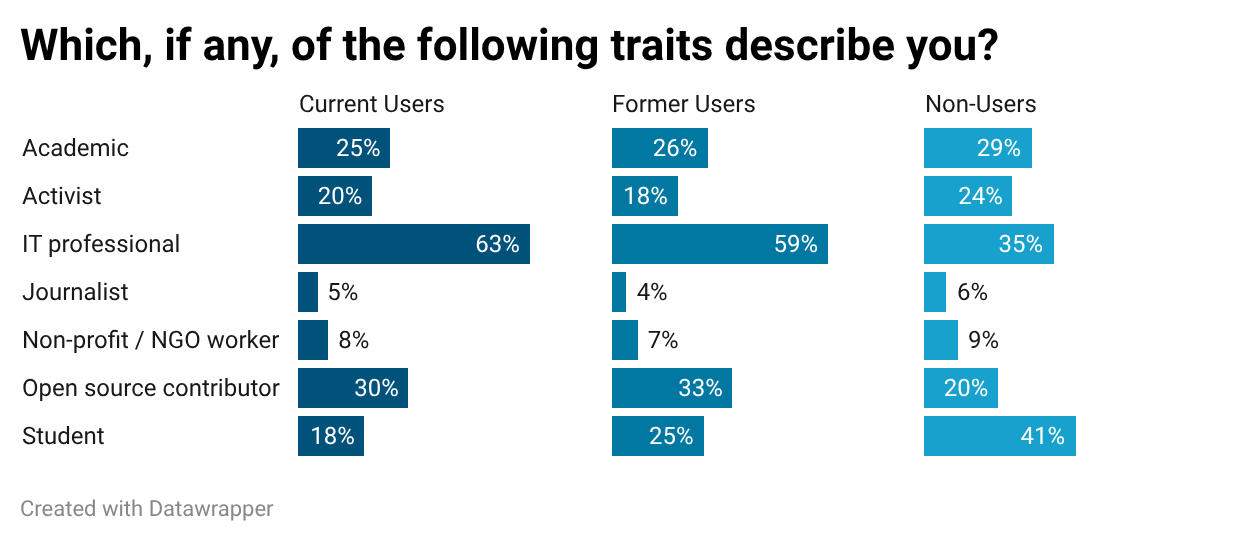 Which, if any, of the following traits describe you?
Current Users Former Users Non-Users
Academic 25% 26% 29%
Activist 20% 18% 24%
IT professional 63% 59% 35%
Journalist 5% 4% 6%
Non-profit / NGO worker 8% 7% 9%
Open source contributor 30% 33% 20%
Student 18% 25% 41%
Created with Datawrapper